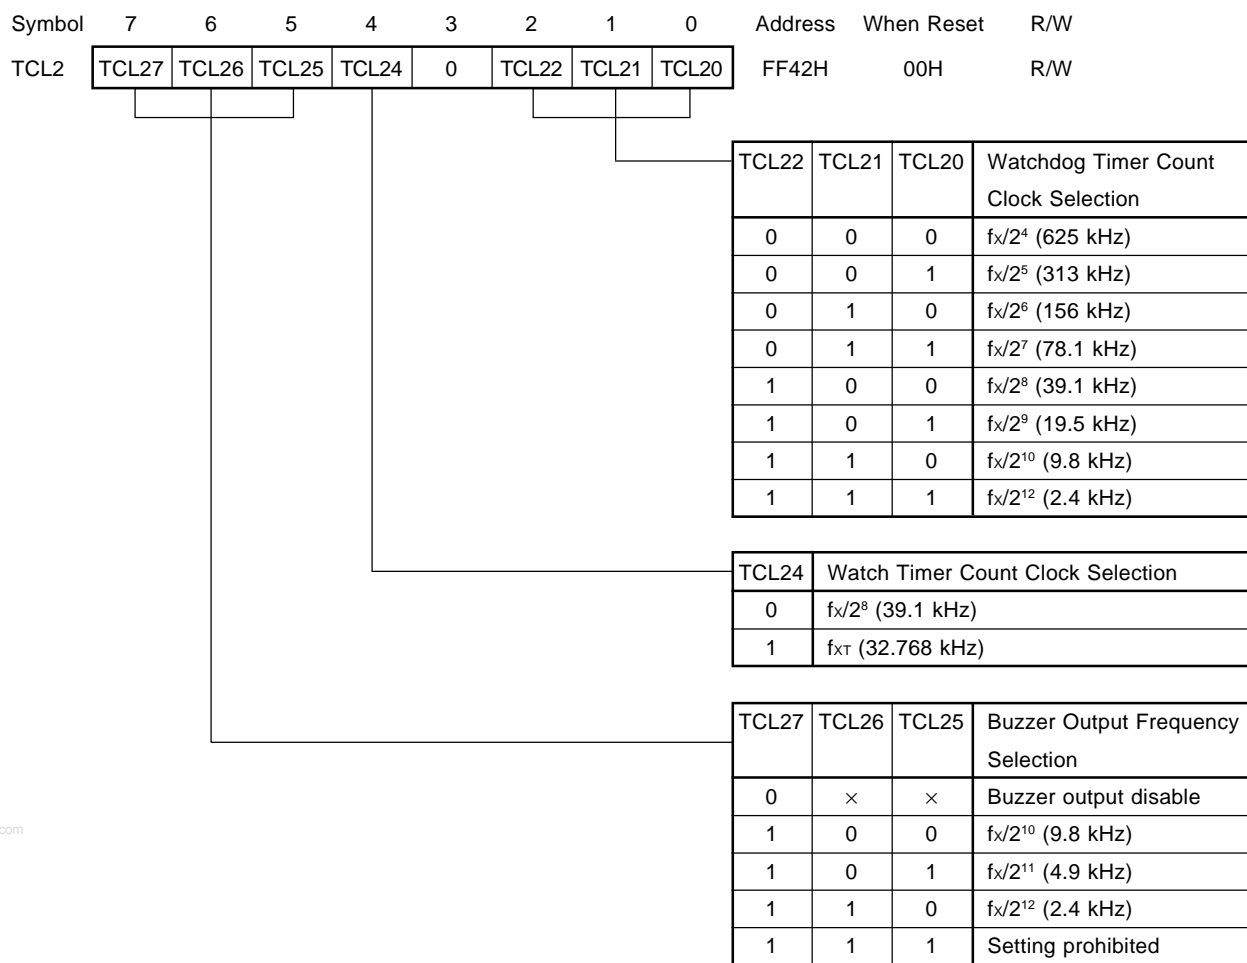 Symbol 7 6 5 4 3 2 1 0 Address When Reset R/W
TCL2 TCL27 TCL26 TCL25 TCL24 0 TCL22 TCL21 TCL20 FF42H 00H R/W
TCL22 TCL21 TCL20 Watchdog Timer Count
Clock Selection
0 0 0 fX/2⁴ (625 kHz)
0 0 1 fX/2⁵ (313 kHz)
0 1 0 fX/2⁶ (156 kHz)
0 1 1 fX/2⁷ (78.1 kHz)
1 0 0 fX/2⁸ (39.1 kHz)
1 0 1 fX/2⁹ (19.5 kHz)
1 1 0 fX/2¹⁰ (9.8 kHz)
1 1 1 fX/2¹² (2.4 kHz)
TCL24 Watch Timer Count Clock Selection
0 fX/2⁸ (39.1 kHz)
1 fXT (32.768 kHz)
TCL27 TCL26 TCL25 Buzzer Output Frequency
Selection
0 × × Buzzer output disable
com
1 0 0 fX/2¹⁰ (9.8 kHz)
1 0 1 fX/2¹¹ (4.9 kHz)
1 1 0 fX/2¹² (2.4 kHz)
1 1 1 Setting prohibited